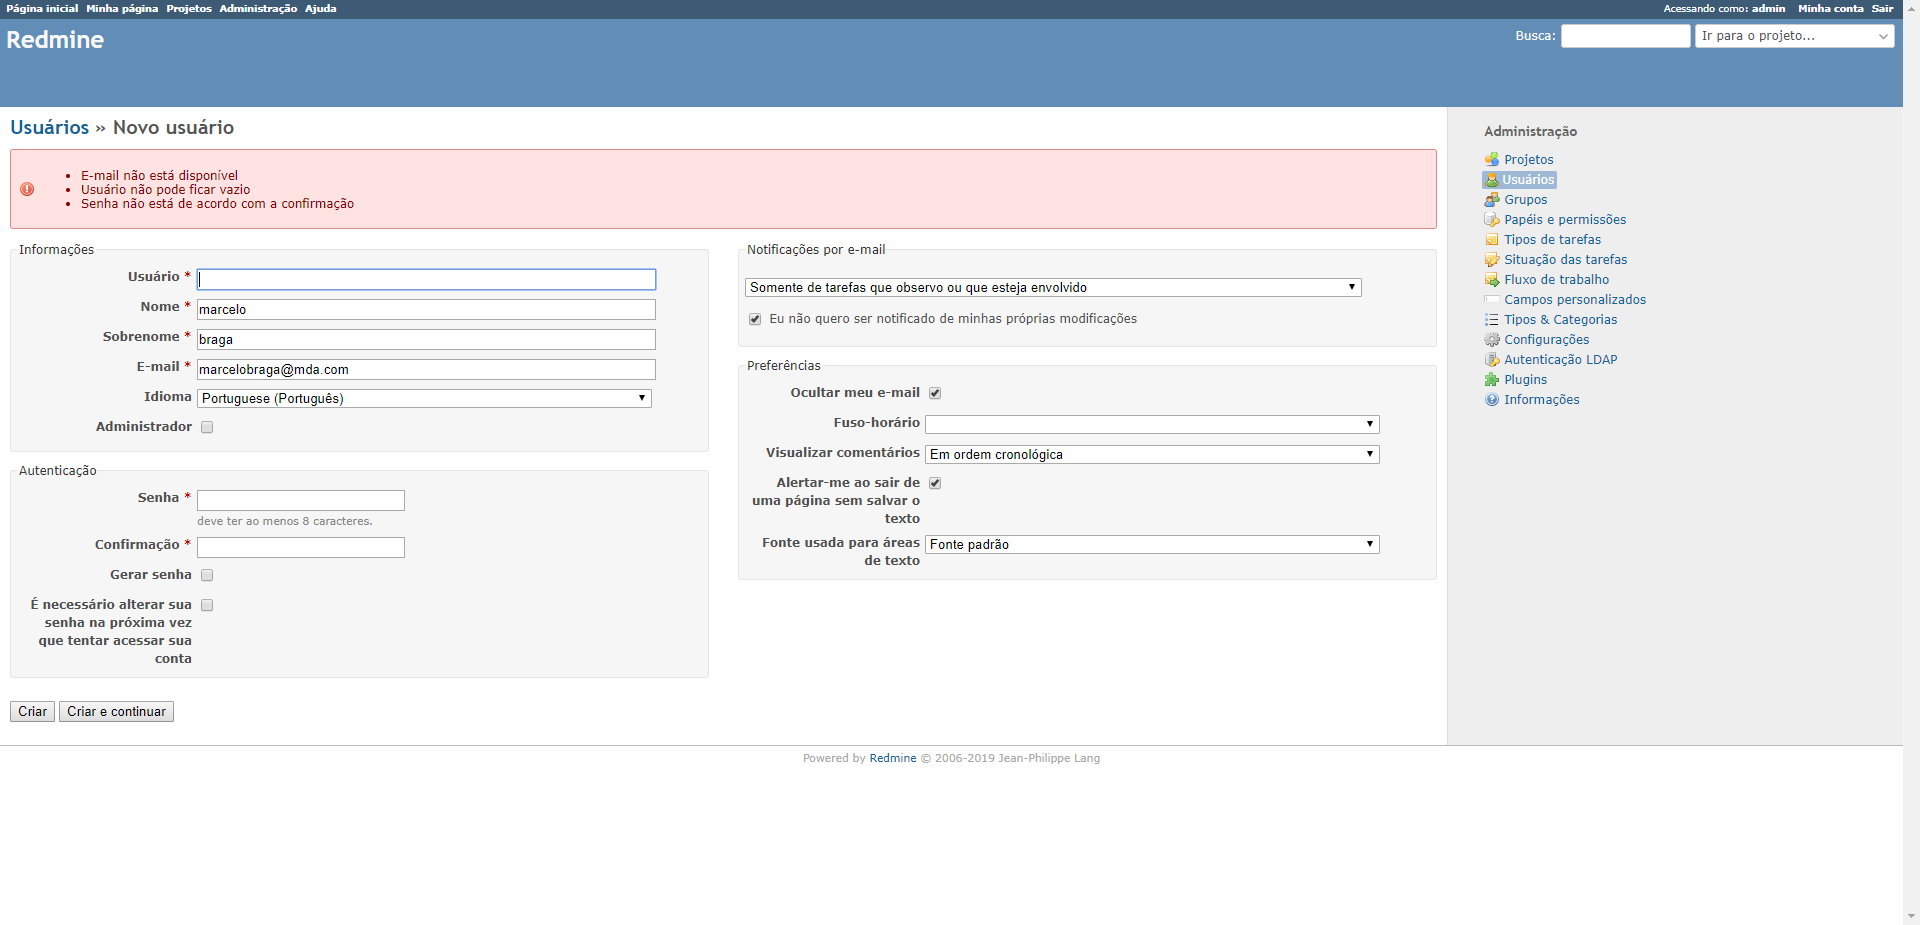 Página inicial Minha página Projetos Administração Ajuda
Acessando como: admin Minha conta Sair
Redmine
Busca:
Ir para o projeto...
Usuários » Novo usuário
E-mail não está disponível
Usuário não pode ficar vazio
Senha não está de acordo com a confirmação
Informações
Usuário *
Nome * marcelo
Sobrenome * braga
E-mail * marcelobraga@mda.com
Idioma Portuguese (Português)
Administrador
Autenticação
Senha *
deve ter ao menos 8 caracteres.
Confirmação *
Gerar senha
É necessário alterar sua
senha na próxima vez
que tentar acessar sua
conta
Criar Criar e continuar
Notificações por e-mail
Somente de tarefas que observo ou que esteja envolvido
Eu não quero ser notificado de minhas próprias modificações
Preferências
Ocultar meu e-mail
Fuso-horário
Visualizar comentários Em ordem cronológica
Alertar-me ao sair de
uma página sem salvar o
texto
Fonte usada para áreas Fonte padrão
de texto
Administração
Projetos
Usuários
Grupos
Papéis e permissões
Tipos de tarefas
Situação das tarefas
Fluxo de trabalho
Campos personalizados
Tipos & Categorias
Configurações
Autenticação LDAP
Plugins
Informações
Powered by Redmine © 2006-2019 Jean-Philippe Lang